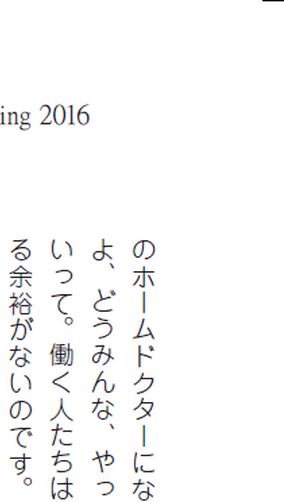 ing 2016
のホームドクターにな
よ、どうみんな、やっ
いって。働く人たちは
る余裕がないのです。